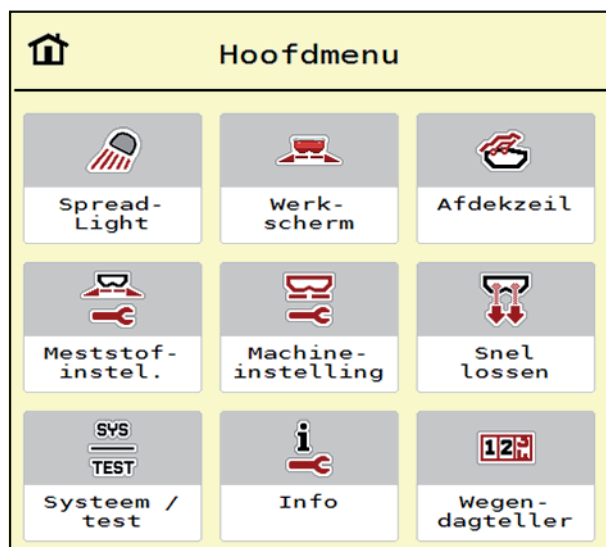 Hoofdmenu
Spread-
Light
Werk-
scherm
Afdekzeil
Meststof-
instel.
Machine-
instelling
Snel
lossen
SYS
TEST
Systeem /
test
i
Info
12
Wegen-
dagteller